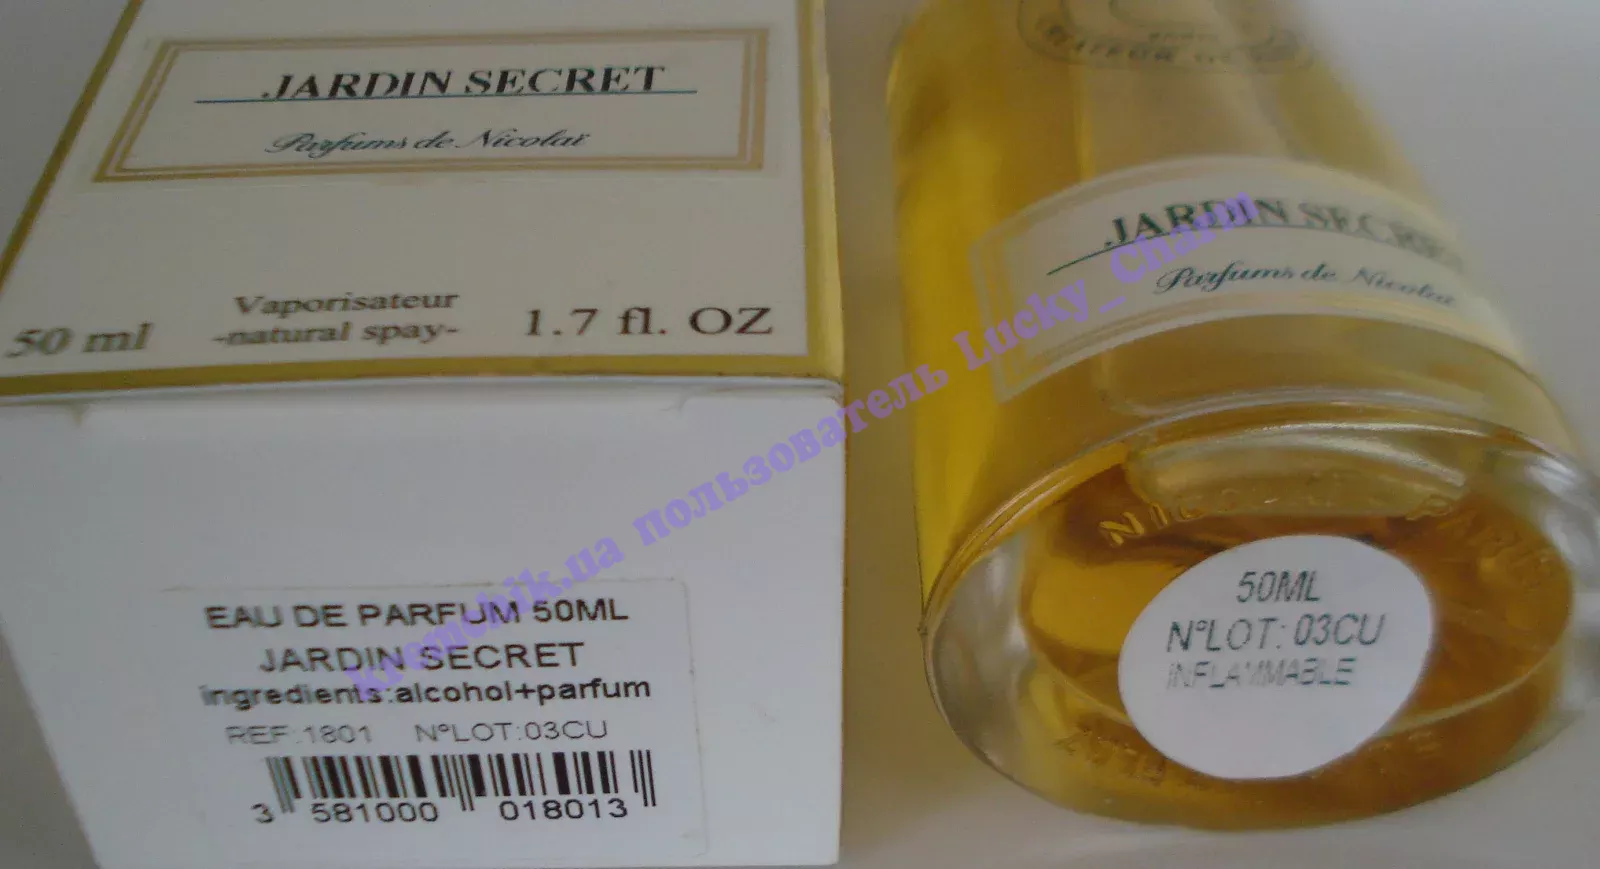 JARDIN SECRET
Parfums de Nicolaï
50 ml
Vaporisateur
-natural spay-
1.7 fl. OZ
EAU DE PARFUM 50ML
JARDIN SECRET
ingredients:alcohol+parfum
REF:1801 N°LOT:03CU
3 581000 018013
JARDIN SECRET
Parfums de Nicolaï
50ML
N°LOT: 03CU
INFLAMMABLE
kremchik.ua пользователь Lucky_Charm